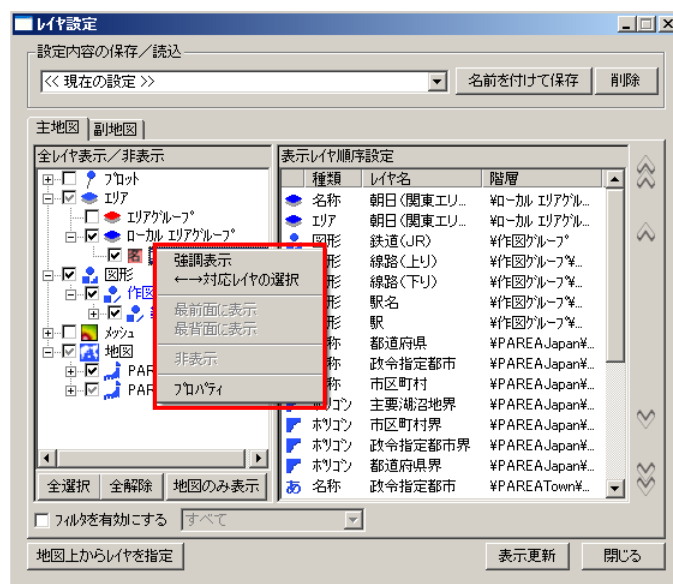 レイヤ設定
設定内容の保存／読込
<< 現在の設定 >>
名前を付けて保存
削除
主地図
副地図
全レイヤ表示／非表示
プロット
エリア
エリアグループ
ローカル エリアグループ
名
図形
作図
メッシュ
地図
PAR
PAR
全選択
全解除
地図のみ表示
強調表示
←→対応レイヤの選択
最前面に表示
最背面に表示
非表示
プロパティ
表示レイヤ順序設定
種類 レイヤ名 階層
名称 朝日(関東エリ... ¥ローカル エリアグル...
エリア 朝日(関東エリ... ¥ローカル エリアグル...
図形 鉄道(JR) ¥作図グループ
形 線路(上り) ¥作図グループ¥...
形 線路(下り) ¥作図グループ¥...
形 駅名 ¥作図グループ¥...
形 駅 ¥作図グループ¥...
称 都道府県 ¥PAREAJapan¥...
称 政令指定都市 ¥PAREAJapan¥...
称 市区町村 ¥PAREAJapan¥...
ポリゴン 主要湖沼地界 ¥PAREAJapan¥...
ポリゴン 市区町村界 ¥PAREAJapan¥...
ポリゴン 政令指定都市界 ¥PAREAJapan¥...
ポリゴン 都道府県界 ¥PAREAJapan¥...
あ 名称 政令指定都市 ¥PAREATown¥...
フィルタを有効にする
すべて
地図上からレイヤを指定
表示更新
閉じる